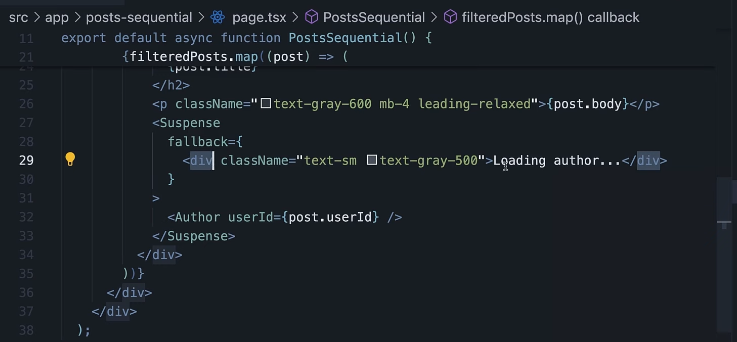 src > app > posts-sequential > page.tsx > PostsSequential > filteredPosts.map() callback
11 export default async function PostsSequential() {
21 {filteredPosts.map((post) => (
24 {post.title}
25 </h2>
26 <p className="text-gray-600 mb-4 leading-relaxed">{post.body}</p>
27 <Suspense
28 fallback={
29 <div className="text-sm text-gray-500">Loading author...</div>
30 }
31 >
32 <Author userId={post.userId} />
33 </Suspense>
34 </div>
35 ))}
36 </div>
37 </div>
38 );